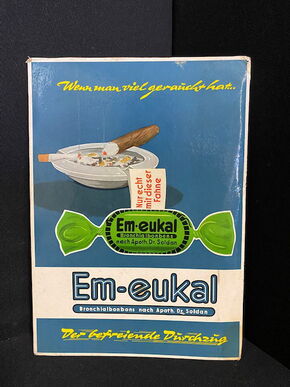 Wenn man viel geraucht hat...
Nur echt
mit dieser
Fahne
Em-eukal
Bronchialbonbons
nach Apoth. Dr. Soldan
Em-eukal
Bronchialbonbons nach Apoth. Dr. Soldan
Der befreiende Durchzug